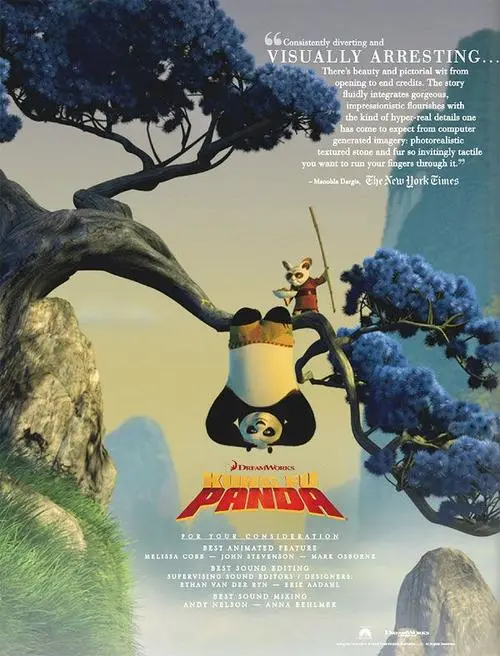 “Consistently diverting and
VISUALLY ARRESTING...
There's beauty and pictorial wit from
opening to end credits. The story
fluidly integrates gorgeous,
impressionistic flourishes with
the kind of hyper-real details one
has come to expect from computer
generated imagery: photorealistic
textured stone and fur so invitingly tactile
you want to run your fingers through it.”
– Manohla Dargis, The New York Times
DREAMWORKS
KUNG FU
PANDA
FOR YOUR CONSIDERATION
BEST ANIMATED FEATURE
MELISSA COBB — JOHN STEVENSON — MARK OSBORNE
BEST SOUND EDITING
SUPERVISING SOUND EDITORS / DESIGNERS:
ETHAN VAN DER RYN — ERIK AADAHL
BEST SOUND MIXING
ANDY NELSON — ANNA BEHLMER
DREAMWORKS